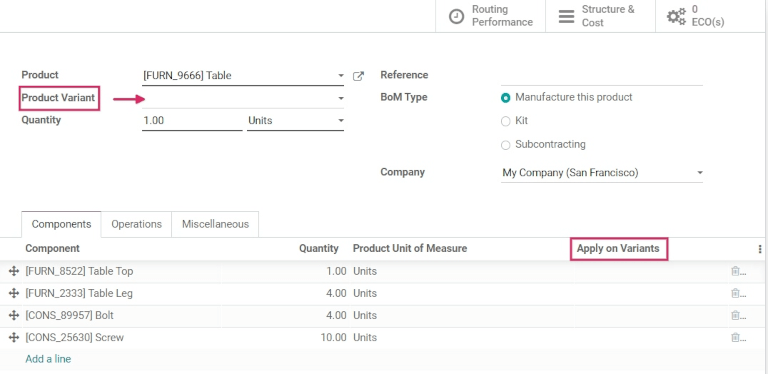 Routing Performance
Structure & Cost
0 ECO(s)
Product [FURN_9666] Table
Reference
Product Variant
BoM Type Manufacture this product
Quantity 1.00 Units
Kit
Subcontracting
Company My Company (San Francisco)
Components Operations Miscellaneous
Component Quantity Product Unit of Measure Apply on Variants
[FURN_8522] Table Top 1.00 Units ...
[FURN_2333] Table Leg 4.00 Units ...
[CONS_89957] Bolt 4.00 Units ...
[CONS_25630] Screw 10.00 Units ...
Add a line